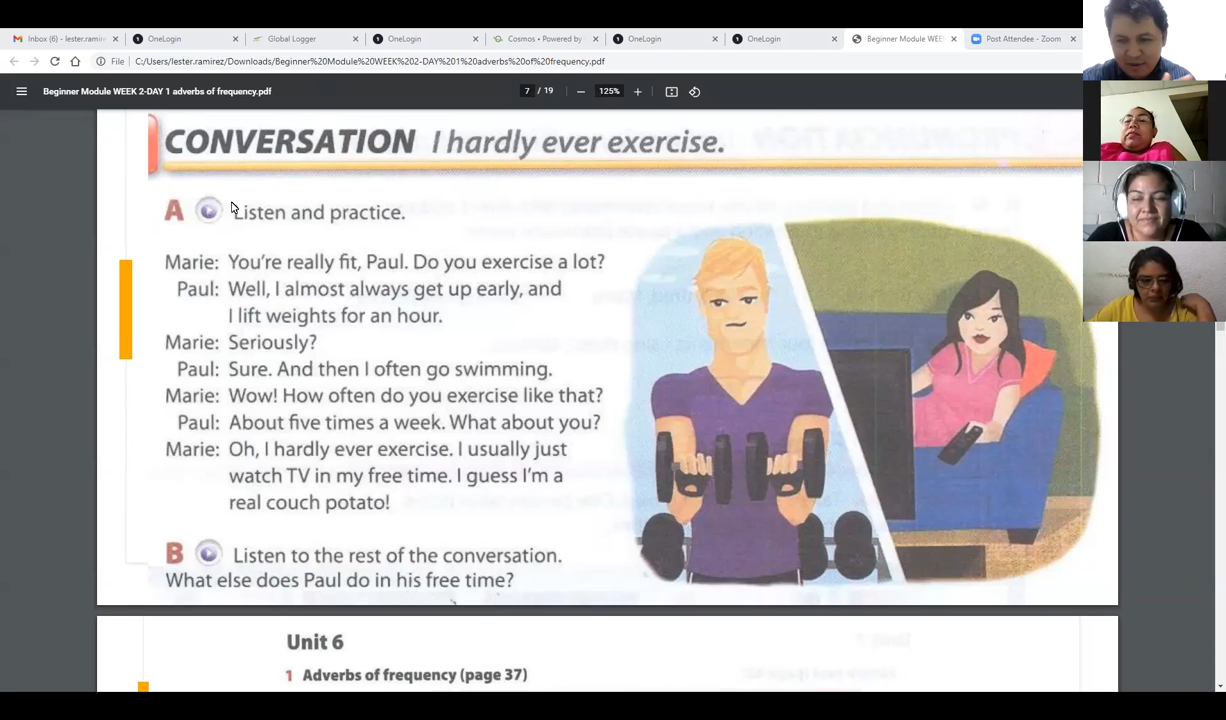 Inbox (6) - lester.ramire
OneLogin
Global Logger
OneLogin
Cosmos • Powered by
OneLogin
OneLogin
Beginner Module WEE
Post Attendee - Zoom
File
C:/Users/lester.ramirez/Downloads/Beginner%20Module%20WEEK%202-DAY%201%20adverbs%20of%20frequency.pdf
Beginner Module WEEK 2-DAY 1 adverbs of frequency.pdf
7 / 19
125%
CONVERSATION I hardly ever exercise.
A Listen and practice.
Marie: You're really fit, Paul. Do you exercise a lot?
Paul: Well, I almost always get up early, and
I lift weights for an hour.
Marie: Seriously?
Paul: Sure. And then I often go swimming.
Marie: Wow! How often do you exercise like that?
Paul: About five times a week. What about you?
Marie: Oh, I hardly ever exercise. I usually just
watch TV in my free time. I guess I'm a
real couch potato!
B Listen to the rest of the conversation.
What else does Paul do in his free time?
Unit 6
1 Adverbs of frequency (page 37)